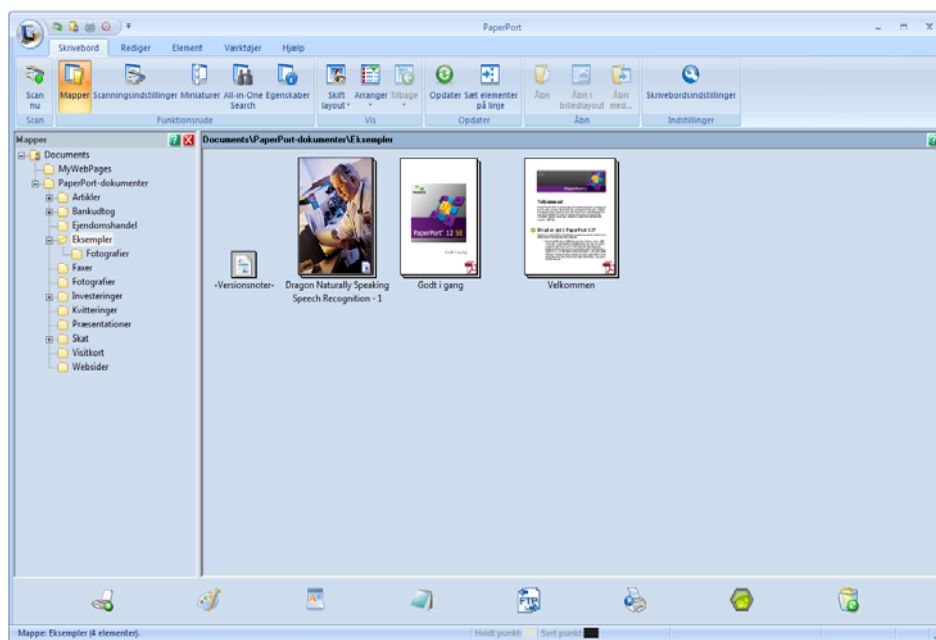 PaperPort
Skrivebord Rediger Element Værktøjer Hjælp
Scan nu Mapper Scanningsindstillinger Miniaturer All-in-One Search Egenskaber Skift layout Arranger Tilbage Opdater Sæt elementer på linje Åbn Åbn i billedlayout Åbn med... Skrivebordsindstillinger
Scan Funktionsrude Vis Opdater Åbn Indstillinger
Mapper Documents\PaperPort-dokumenter\Eksempler
Documents
MyWebPages
PaperPort-dokumenter
Artikler
Bankudtog
Ejendomshandel
Eksempler
Fotografier
Faxer
Fotografier
Investeringer
Kvitteringer
Præsentationer
Skat
Visitkort
Websider
PaperPort 12 SE
Godt i gang
-Versionsnoter-
Dragon Naturally Speaking
Speech Recognition - 1
Godt i gang
Velkommen
FTP
Mappe: Eksempler (4 elementer).
Hvidt punkt: Sort punkt: